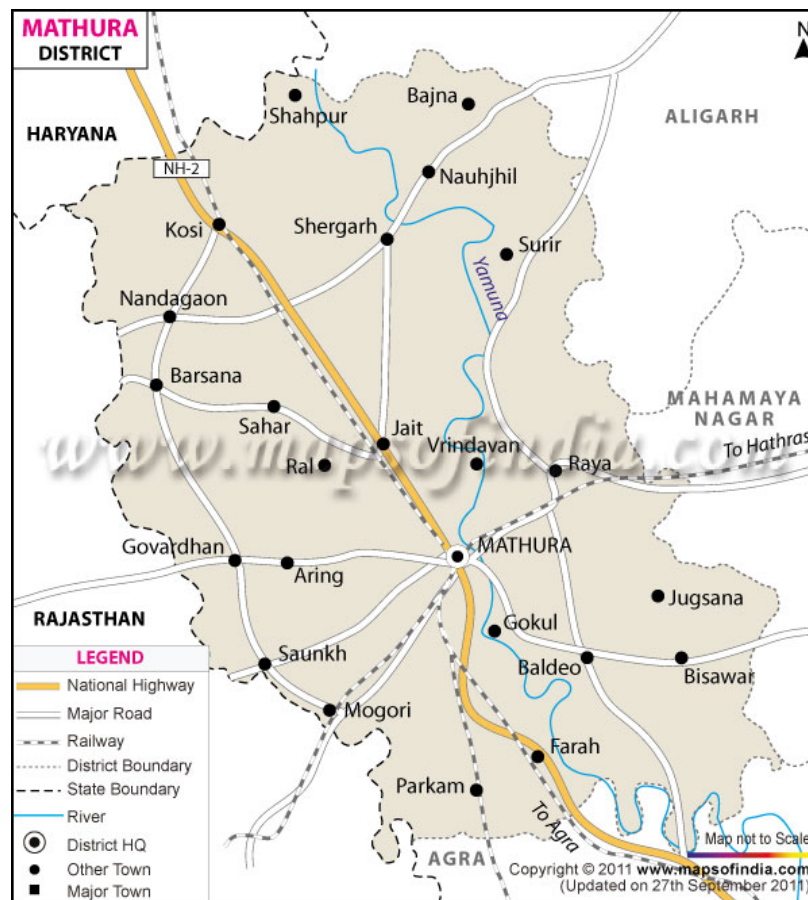 MATHURA
DISTRICT
N
HARYANA
ALIGARH
Shahpur
Bajna
NH-2
Nauhjhil
Kosi
Shergarh
Surir
Yamuna
Nandagaon
Barsana
MAHAMAYA
NAGAR
Sahar
Jait
To Hathras
www.mapsofindia.com
Ral
Vrindavan
Raya
Govardhan
MATHURA
Aring
Jugsana
RAJASTHAN
Gokul
Saunkh
Baldeo
Bisawar
LEGEND
National Highway
Major Road
Railway
District Boundary
State Boundary
River
District HQ
Other Town
Major Town
Mogori
Farah
Parkam
To Agra
AGRA
Map not to Scale
Copyright © 2011 www.mapsofindia.com
(Updated on 27th September 2011)